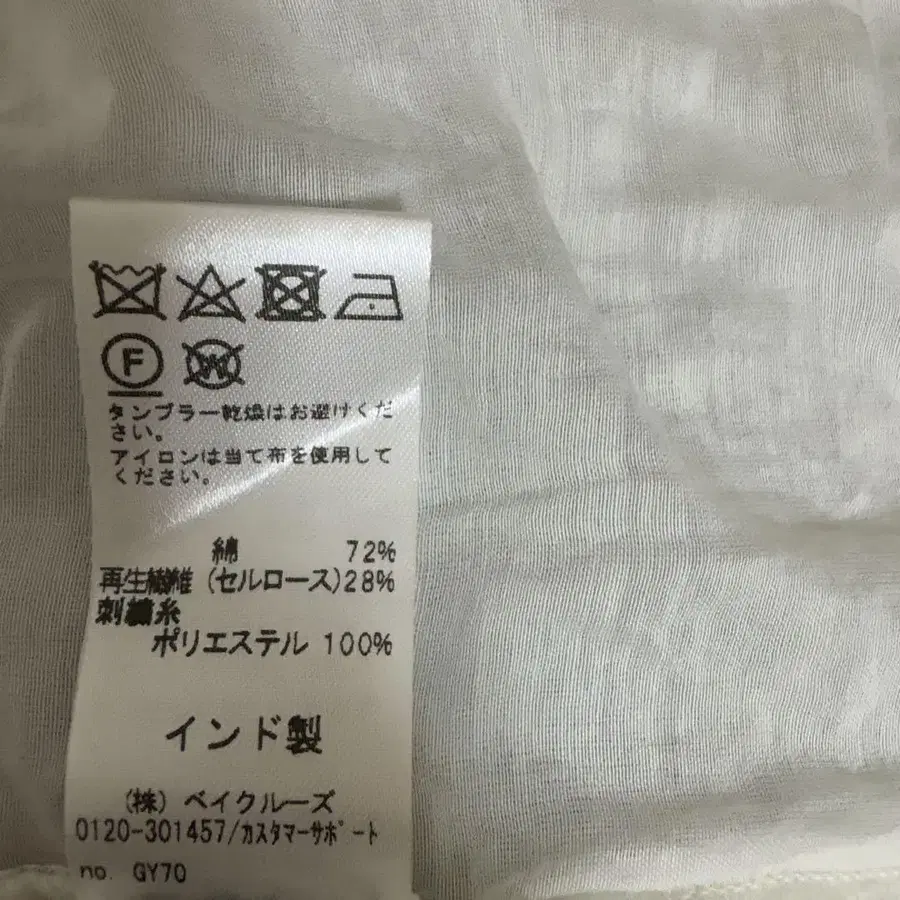 F W
タンブラー乾燥はお避けくだ
さい。
アイロンは当て布を使用して
ください。
綿 72%
再生繊維(セルロース)28%
刺繍糸
ポリエステル 100%
インド製
(株) ベイクルーズ
0120-301457/カスタマーサポート
no. GY70